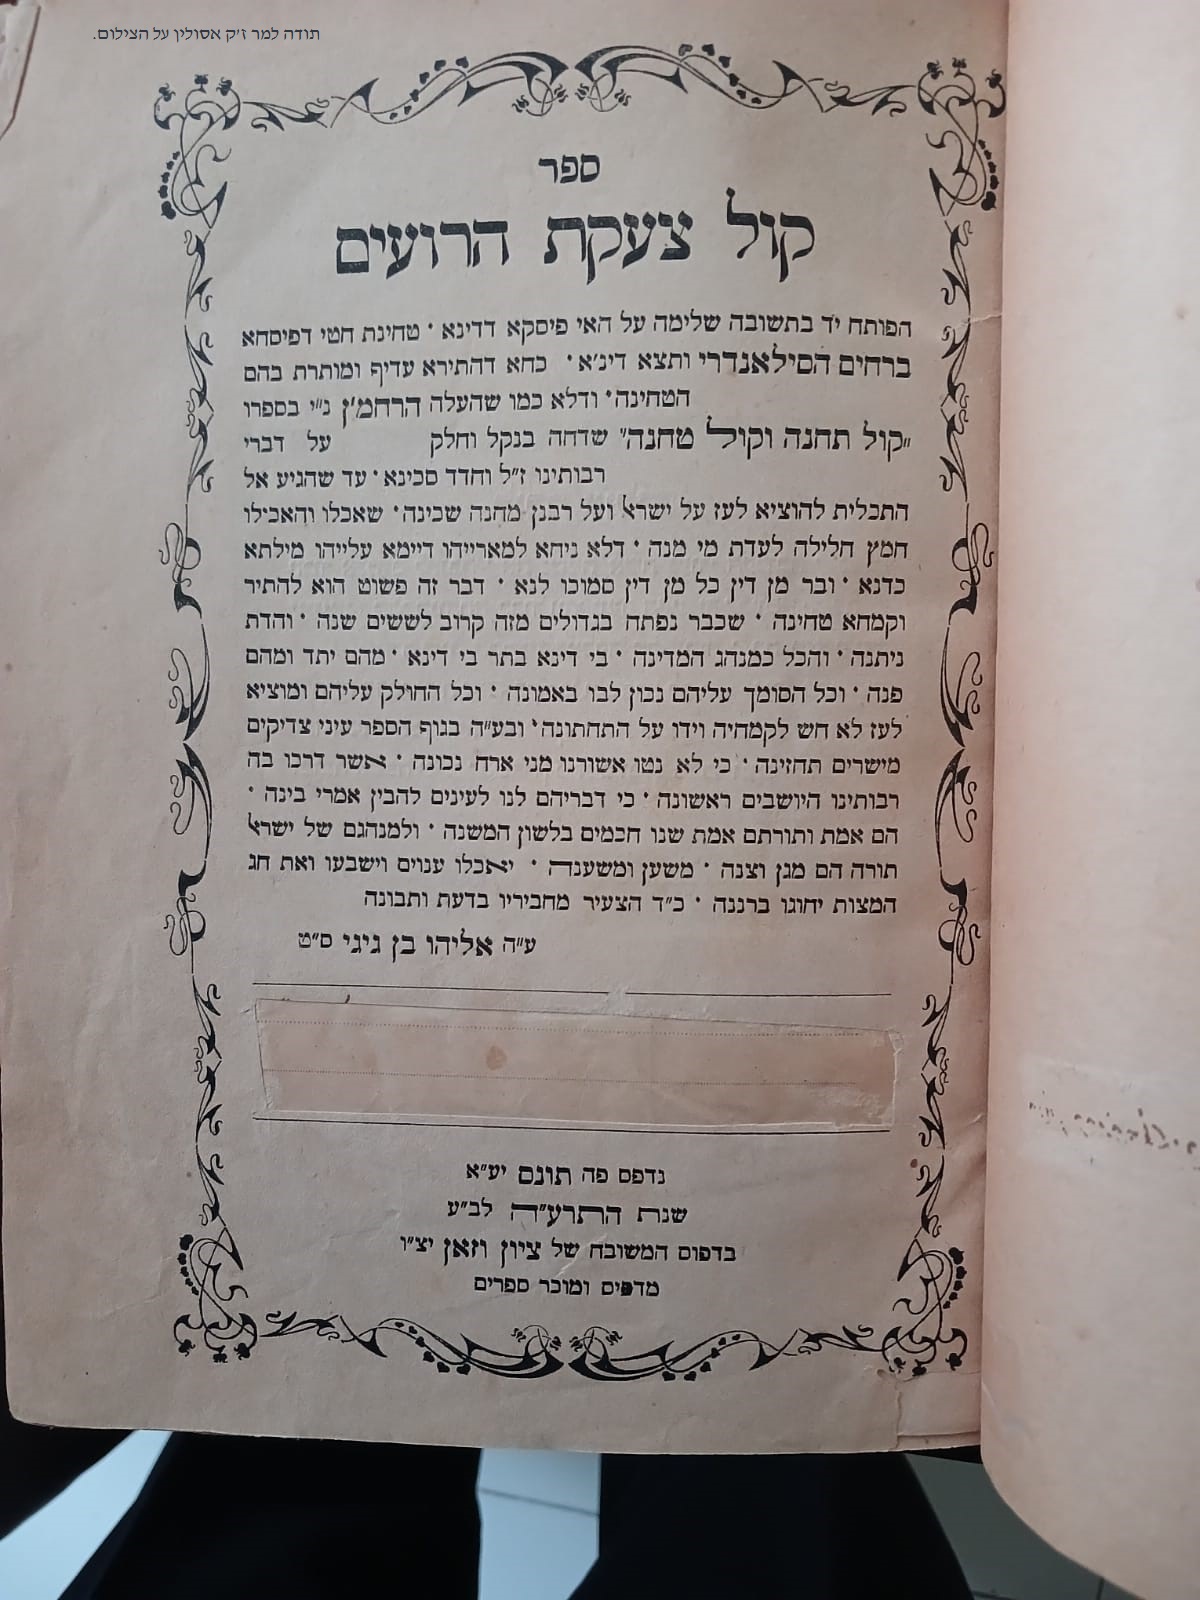 תודה למר ז'ק אסולין על הצילום.
ספר
קול צעקת הרועים
הפותח יד בתשובה שלימה על האי פיסקא דדינא · טחינת חטי דפיסחא
ברחים הסילאנדרי ותצא דינ'א · כחא דהתירא עדיף ומותרת בהם
הטחינה · ודלא כמו שהעלה הרחמ'ן נ"י בספרו
"קול תחנה וקול טחנה" שדחה בנקל וחלק על דברי
רבותינו ז"ל וחדד סכינא · עד שהגיע אל
התכלית להוציא לעז על ישראל ועל רבנן מחנה שכינה · שאכלו והאכילו
חמץ חלילה לעדת מי מנה · דלא ניחא למארייהו דיימא עלייהו מילתא
כדנא · ובר מן דין כל מן דין סמוכו לנא · דבר זה פשוט הוא להתיר
וקמחא טחינה · שכבר נפתח בגדולים מזה קרוב לששים שנה · והדת
ניתנה · והכל כמנהג המדינה · בי דינא בתר בי דינא · מהם יתד ומהם
פנה · וכל הסומך עליהם נכון לבו באמונה · וכל החולק עליהם ומוציא
לעז לא חש לקמחיה וידו על התחתונה · ובע"ה בגוף הספר עיני צדיקים
מישרים תחזינה · כי לא נטו אשורנו מני ארח נכונה · אשר דרכו בה
רבותינו היושבים ראשונה · כי דבריהם לנו לעינים להבין אמרי בינה ·
הם אמת ותורתם אמת שנו חכמים בלשון המשנה · ולמנהגם של ישראל
תורה הם מגן וצנה · משען ומשענה · יאכלו ענוים וישבעו ואת חג
המצות יחוגו ברננה · כ"ד הצעיר מחביריו בדעת ותבונה
ע"ה אליהו בן גיגי ס"ט
נדפס פה תונס יע"א
שנת התרע"ה לב"ע
בדפוס המשובח של ציון וזאן יצ"ו
מדפיס ומוכר ספרים